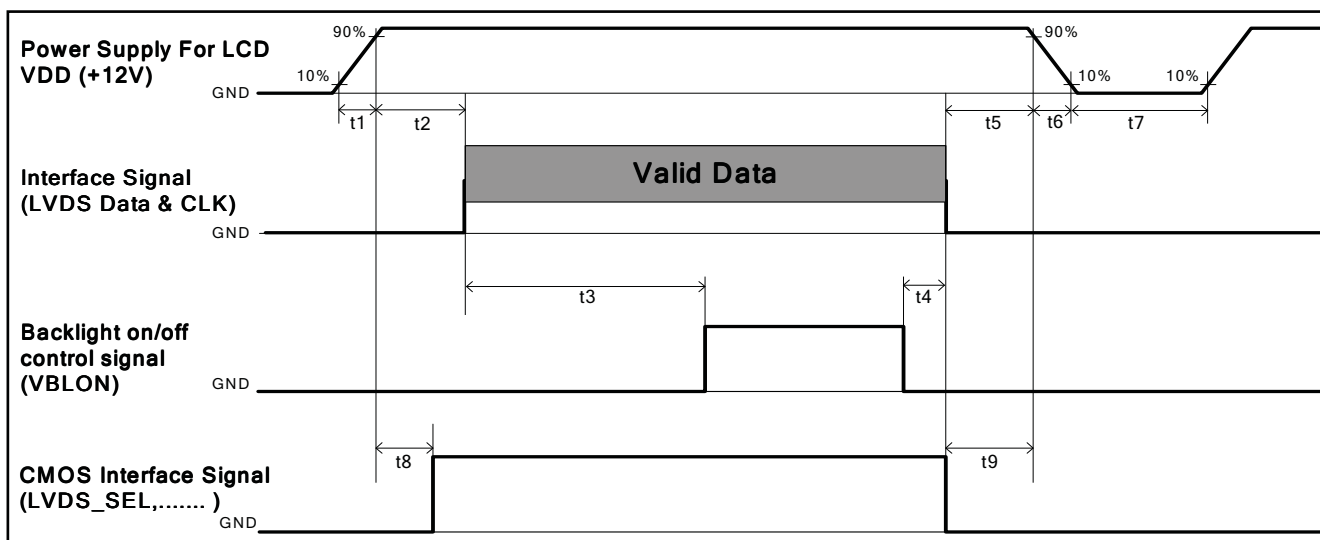 Power Supply For LCD
VDD (+12V)
90%
90%
10%
10%
10%
GND
t1
t2
t5
t6
t7
Valid Data
Interface Signal
(LVDS Data & CLK)
GND
t3
t4
Backlight on/off
control signal
(VBLON)
GND
t8
t9
CMOS Interface Signal
(LVDS_SEL,....... )
GND